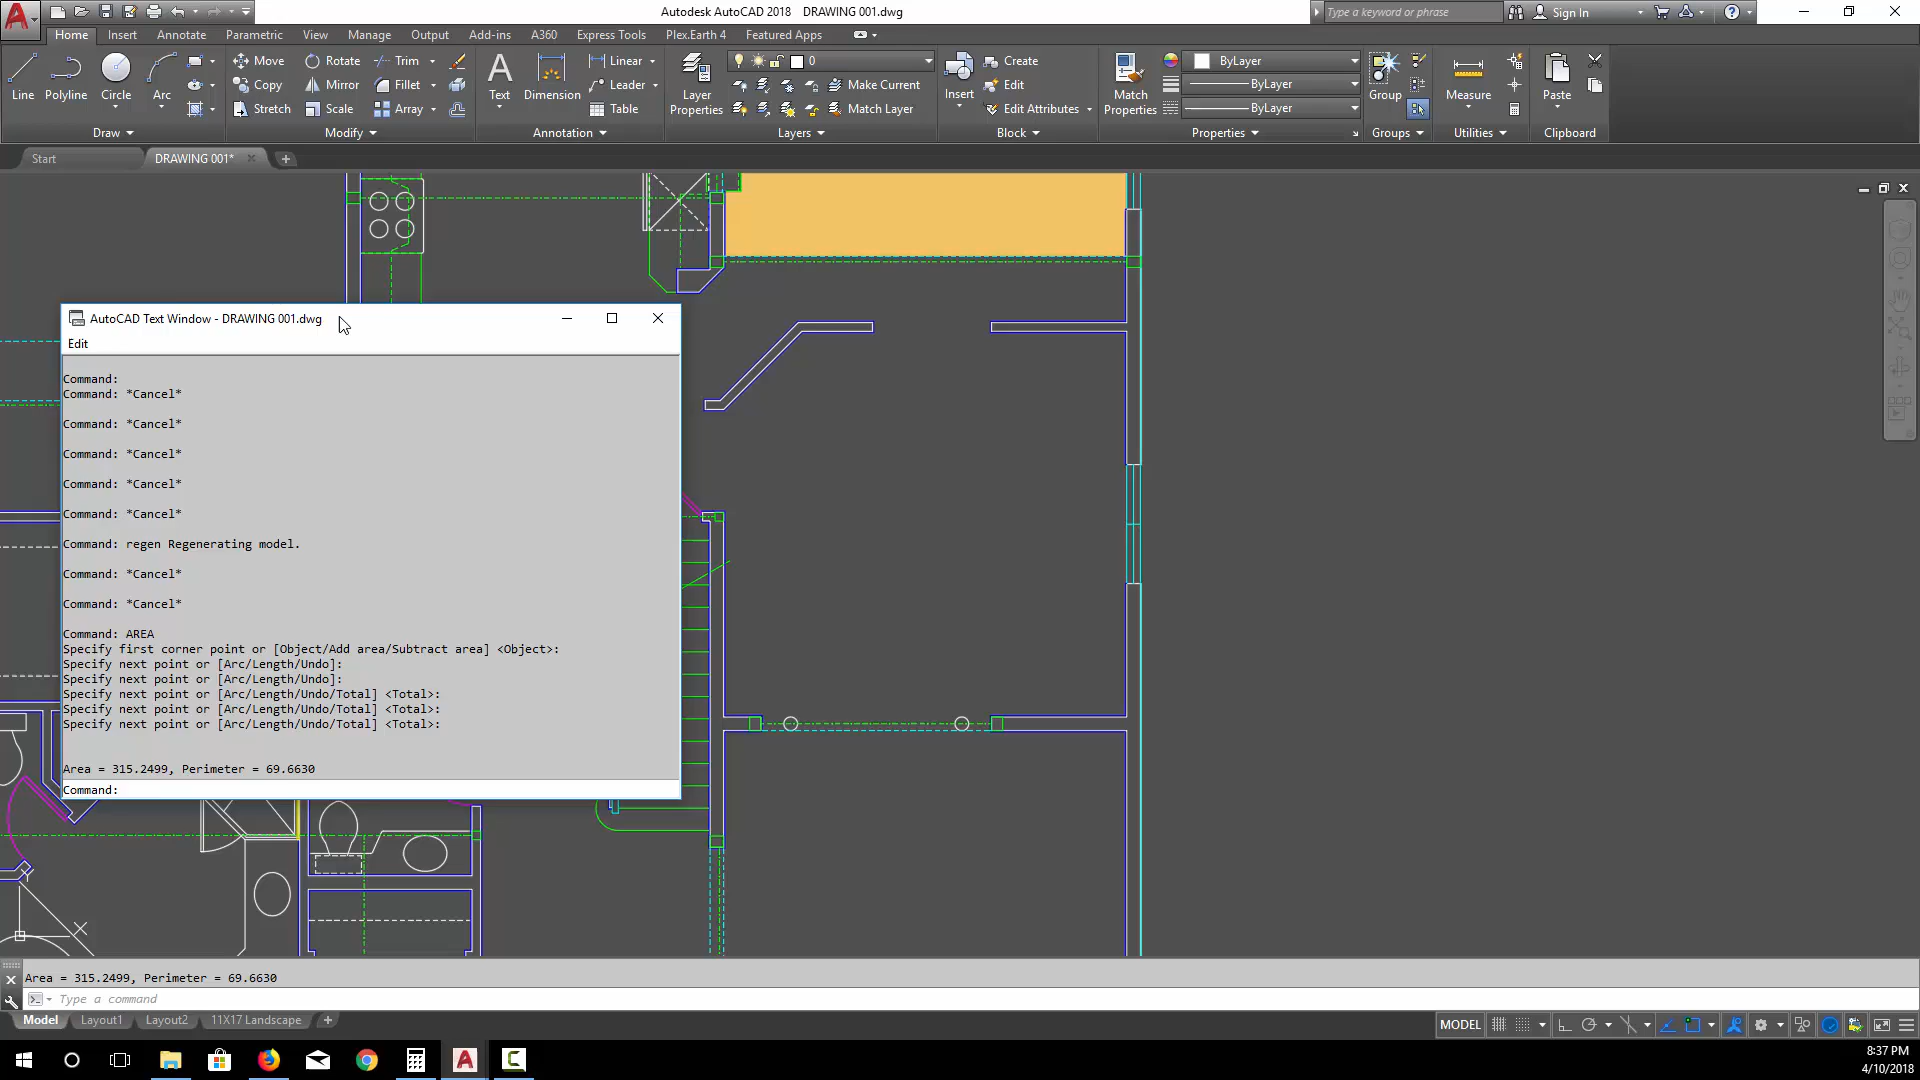 Autodesk AutoCAD 2018 DRAWING 001.dwg
Type a keyword or phrase
Sign In
Home Insert Annotate Parametric View Manage Output Add-ins A360 Express Tools Plex.Earth 4 Featured Apps
Line Polyline Circle Arc
Draw
Move Rotate Trim
Copy Mirror Fillet
Stretch Scale Array
Modify
Text Dimension
Linear
Leader
Table
Annotation
Layer Properties
0
Make Current
Match Layer
Layers
Insert
Create
Edit
Edit Attributes
Block
Match Properties
ByLayer
ByLayer
ByLayer
Properties
Group
Groups
Measure
Utilities
Paste
Clipboard
Start DRAWING 001*
AutoCAD Text Window - DRAWING 001.dwg
Edit
Command:
Command: *Cancel*
Command: *Cancel*
Command: *Cancel*
Command: *Cancel*
Command: *Cancel*
Command: regen Regenerating model.
Command: *Cancel*
Command: *Cancel*
Command: AREA
Specify first corner point or [Object/Add area/Subtract area] <Object>:
Specify next point or [Arc/Length/Undo]:
Specify next point or [Arc/Length/Undo]:
Specify next point or [Arc/Length/Undo/Total] <Total>:
Specify next point or [Arc/Length/Undo/Total] <Total>:
Specify next point or [Arc/Length/Undo/Total] <Total>:
Area = 315.2499, Perimeter = 69.6630
Command:
Area = 315.2499, Perimeter = 69.6630
Type a command
Model Layout1 Layout2 11X17 Landscape
MODEL
8:37 PM
4/10/2018